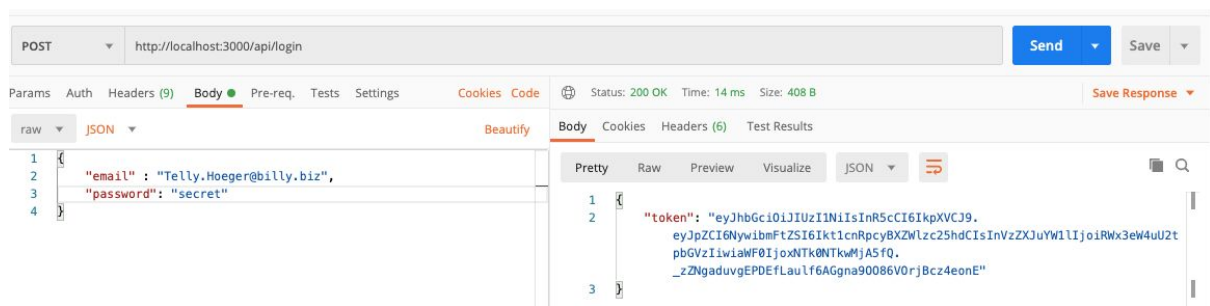 POST http://localhost:3000/api/login Send Save
Params Auth Headers (9) Body Pre-req. Tests Settings Cookies Code
Status: 200 OK Time: 14 ms Size: 408 B Save Response
raw JSON Beautify
Body Cookies Headers (6) Test Results
1 {
2 "email" : "Telly.Hoeger@billy.biz",
3 "password": "secret"
4 }
Pretty Raw Preview Visualize JSON
1 {
2 "token": "eyJhbGciOiJIUzI1NiIsInR5cCI6IkpXVCJ9.
eyJpZCI6NywibmFtZSI6Ikt1cnRpcyBXZWlzc25hdCIsInVzZXJuYW1lIjoiRWx3eW4uU2t
pbGVzIiwiaWF0IjoxNTk0NTkwMjA5fQ.
_zZNgaduvgEPDEfLaulf6AGgna9OO86VOrjBcz4eonE"
3 }